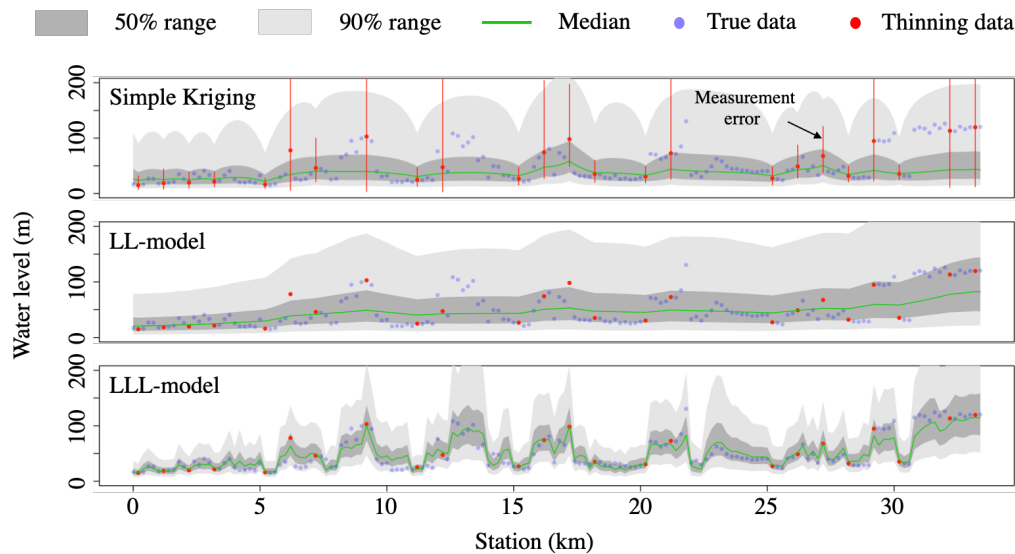 50% range 90% range Median True data Thinning data
Water level (m)
0 100 200
Simple Kriging
Measurement
error
0 100 200
LL-model
0 100 200
LLL-model
0 5 10 15 20 25 30
Station (km)